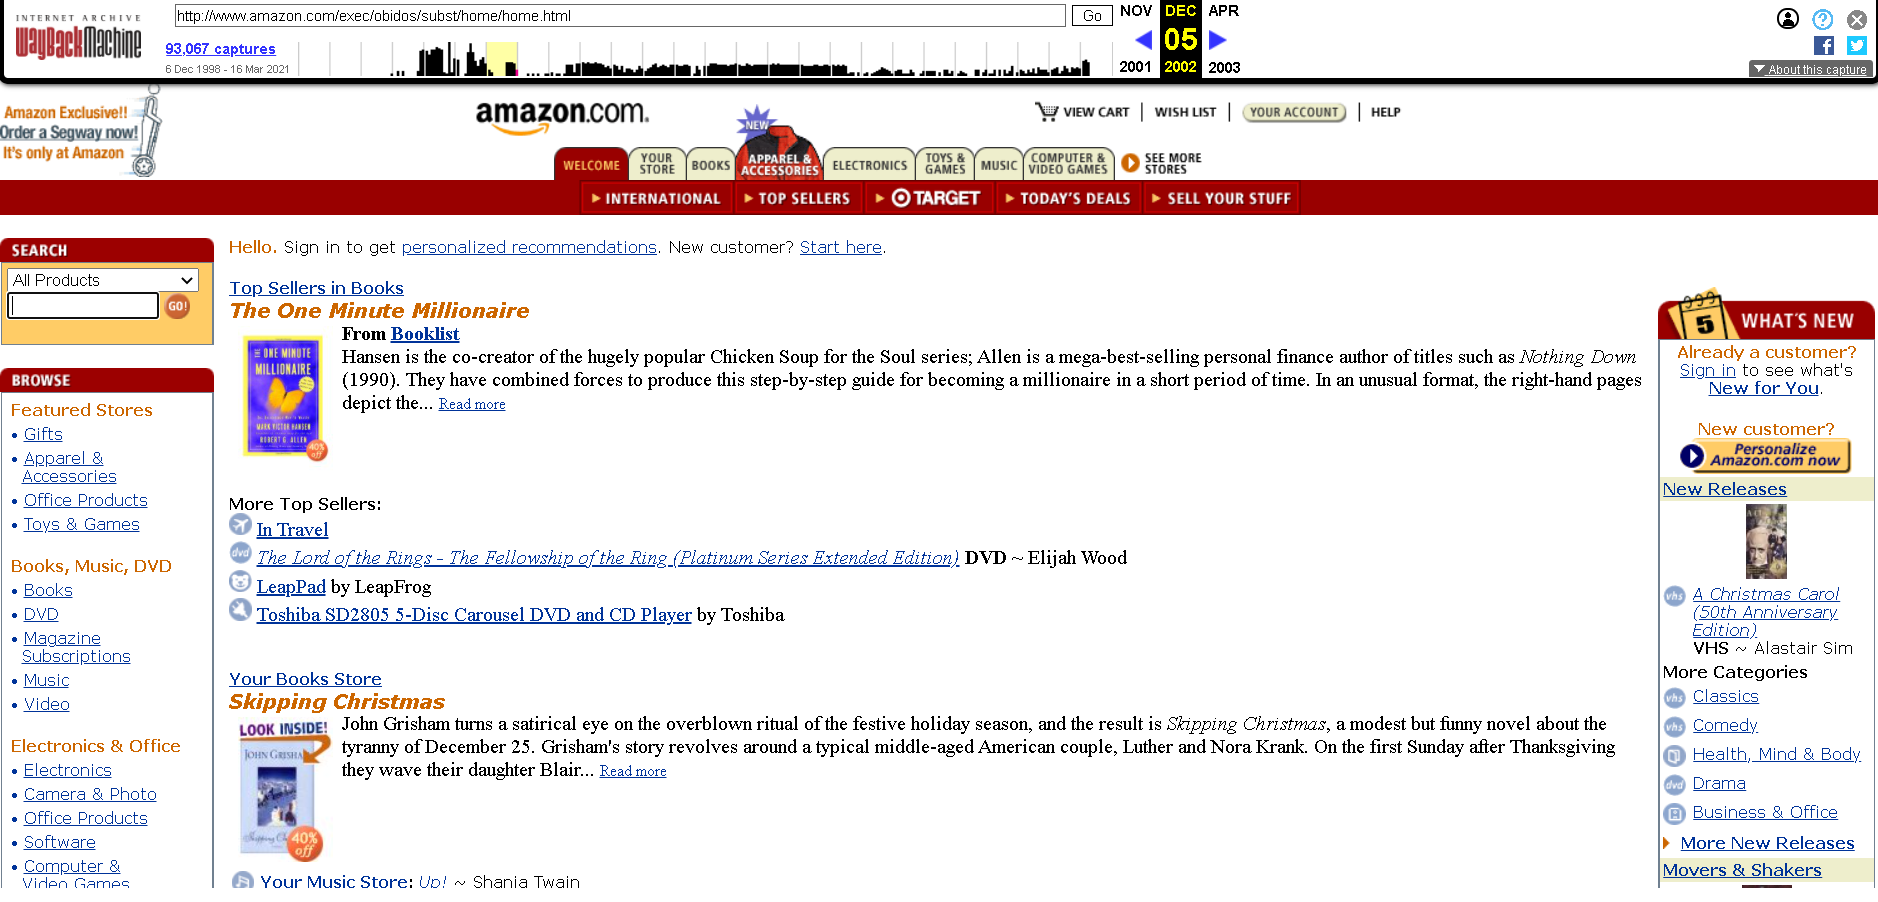 INTERNET ARCHIVE
WayBackMachine
http://www.amazon.com/exec/obidos/subst/home/home.html
Go
NOV DEC APR
05
2001 2002 2003
93,067 captures
6 Dec 1998 - 16 Mar 2021
About this capture
Amazon Exclusive!!
Order a Segway now!
It's only at Amazon
amazon.com.
VIEW CART | WISH LIST | YOUR ACCOUNT | HELP
WELCOME
YOUR STORE
BOOKS
NEW
APPAREL & ACCESSORIES
ELECTRONICS
TOYS & GAMES
MUSIC
COMPUTER & VIDEO GAMES
SEE MORE STORES
INTERNATIONAL
TOP SELLERS
TARGET
TODAY'S DEALS
SELL YOUR STUFF
SEARCH
All Products
GO!
BROWSE
Featured Stores
• Gifts
• Apparel &
Accessories
• Office Products
• Toys & Games
Books, Music, DVD
• Books
• DVD
• Magazine
Subscriptions
• Music
• Video
Electronics & Office
• Electronics
• Camera & Photo
• Office Products
• Software
• Computer &
Video Games
Hello. Sign in to get personalized recommendations. New customer? Start here.
Top Sellers in Books
The One Minute Millionaire
THE ONE MINUTE
MILLIONAIRE
MARK VICTOR HANSEN
ROBERT G. ALLEN
40% off
From Booklist
Hansen is the co-creator of the hugely popular Chicken Soup for the Soul series; Allen is a mega-best-selling personal finance author of titles such as Nothing Down
(1990). They have combined forces to produce this step-by-step guide for becoming a millionaire in a short period of time. In an unusual format, the right-hand pages
depict the... Read more
More Top Sellers:
In Travel
dvd The Lord of the Rings - The Fellowship of the Ring (Platinum Series Extended Edition) DVD ~ Elijah Wood
LeapPad by LeapFrog
Toshiba SD2805 5-Disc Carousel DVD and CD Player by Toshiba
Your Books Store
Skipping Christmas
LOOK INSIDE!
JOHN GRISHAM
40% off
John Grisham turns a satirical eye on the overblown ritual of the festive holiday season, and the result is Skipping Christmas, a modest but funny novel about the
tyranny of December 25. Grisham's story revolves around a typical middle-aged American couple, Luther and Nora Krank. On the first Sunday after Thanksgiving
they wave their daughter Blair... Read more
Your Music Store: Up! ~ Shania Twain
5 WHAT'S NEW
Already a customer?
Sign in to see what's
New for You.
New customer?
Personalize
Amazon.com now
New Releases
vhs A Christmas Carol
(50th Anniversary
Edition)
VHS ~ Alastair Sim
More Categories
vhs Classics
vhs Comedy
Health, Mind & Body
dvd Drama
Business & Office
More New Releases
Movers & Shakers